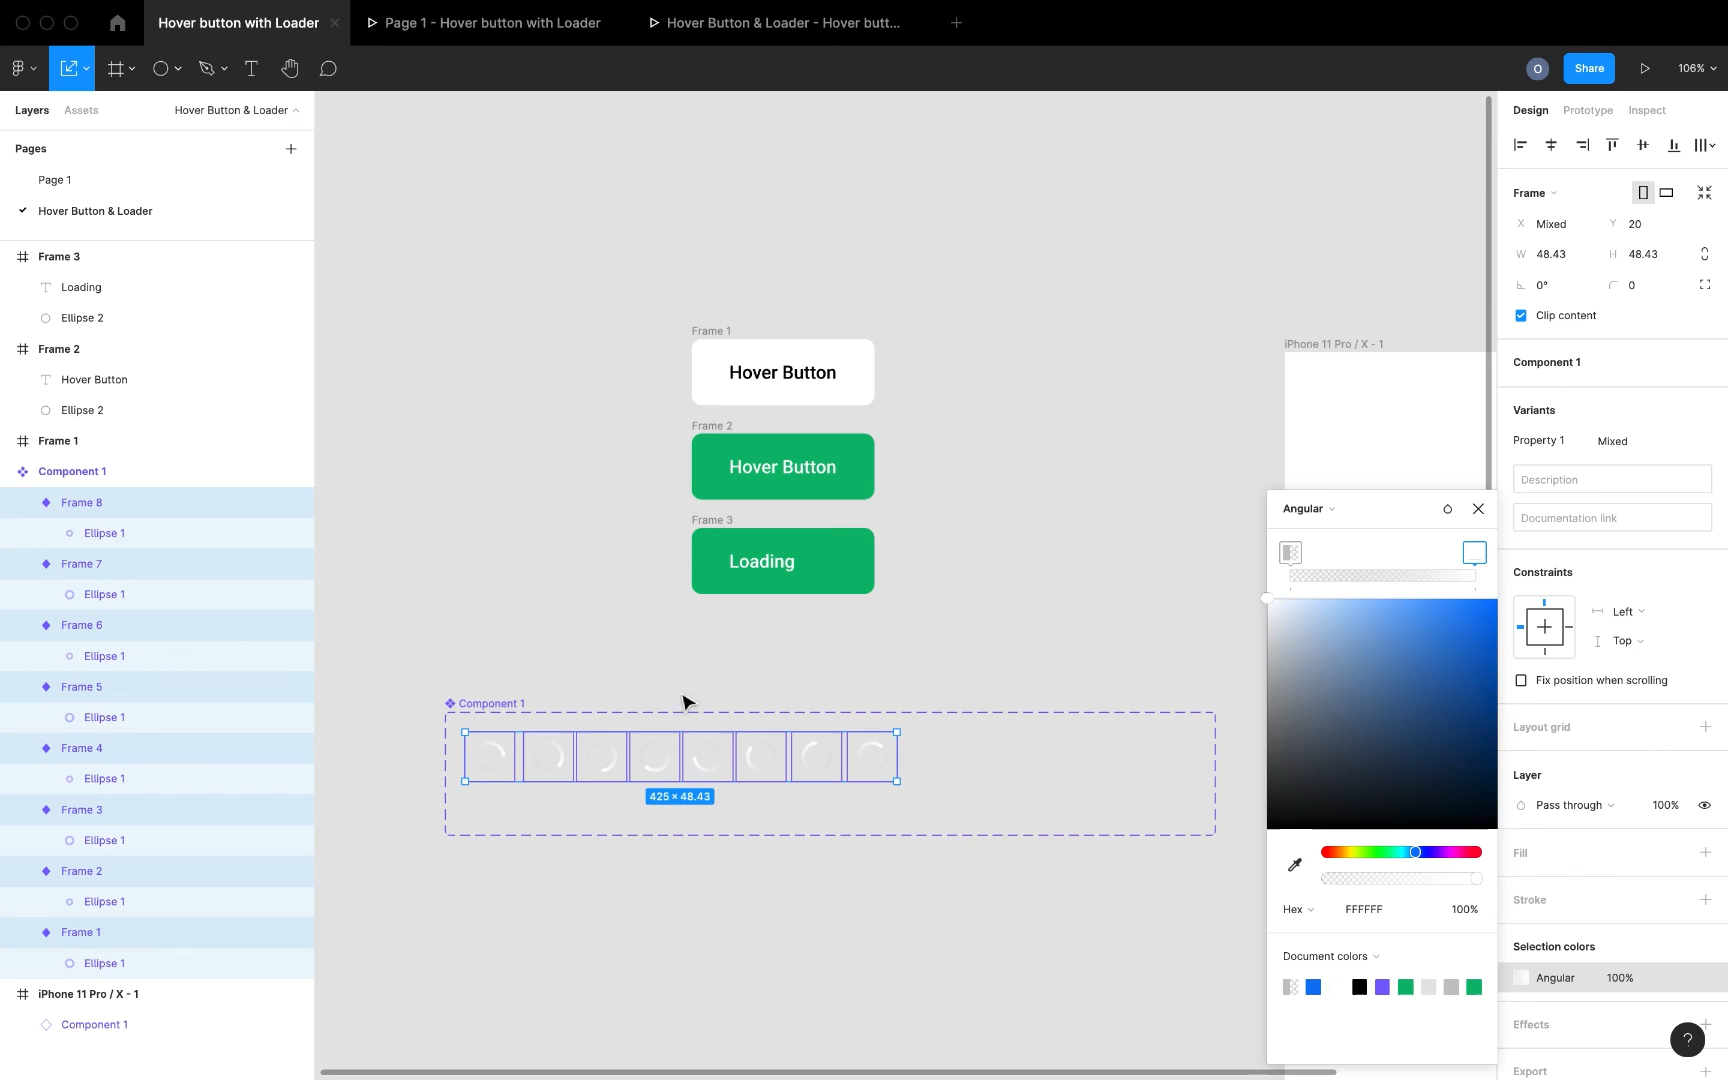 Hover button with Loader
Page 1 - Hover button with Loader
Hover Button & Loader - Hover butt...
O
Share
106%
Layers
Assets
Hover Button & Loader
Pages
Page 1
Hover Button & Loader
Frame 3
Loading
Ellipse 2
Frame 2
Hover Button
Ellipse 2
Frame 1
Component 1
Frame 8
Ellipse 1
Frame 7
Ellipse 1
Frame 6
Ellipse 1
Frame 5
Ellipse 1
Frame 4
Ellipse 1
Frame 3
Ellipse 1
Frame 2
Ellipse 1
Frame 1
Ellipse 1
iPhone 11 Pro / X - 1
Component 1
Frame 1
Hover Button
Frame 2
Hover Button
Frame 3
Loading
Component 1
425 × 48.43
iPhone 11 Pro / X - 1
Angular
Hex FFFFFF 100%
Document colors
Design
Prototype
Inspect
Frame
X Mixed Y 20
W 48.43 H 48.43
0° 0
Clip content
Component 1
Variants
Property 1 Mixed
Description
Documentation link
Constraints
Left
Top
Fix position when scrolling
Layout grid
Layer
Pass through 100%
Fill
Stroke
Selection colors
Angular 100%
Effects
?
Export